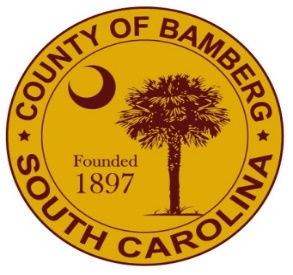 COUNTY OF BAMBERG
Founded
1897
SOUTH CAROLINA